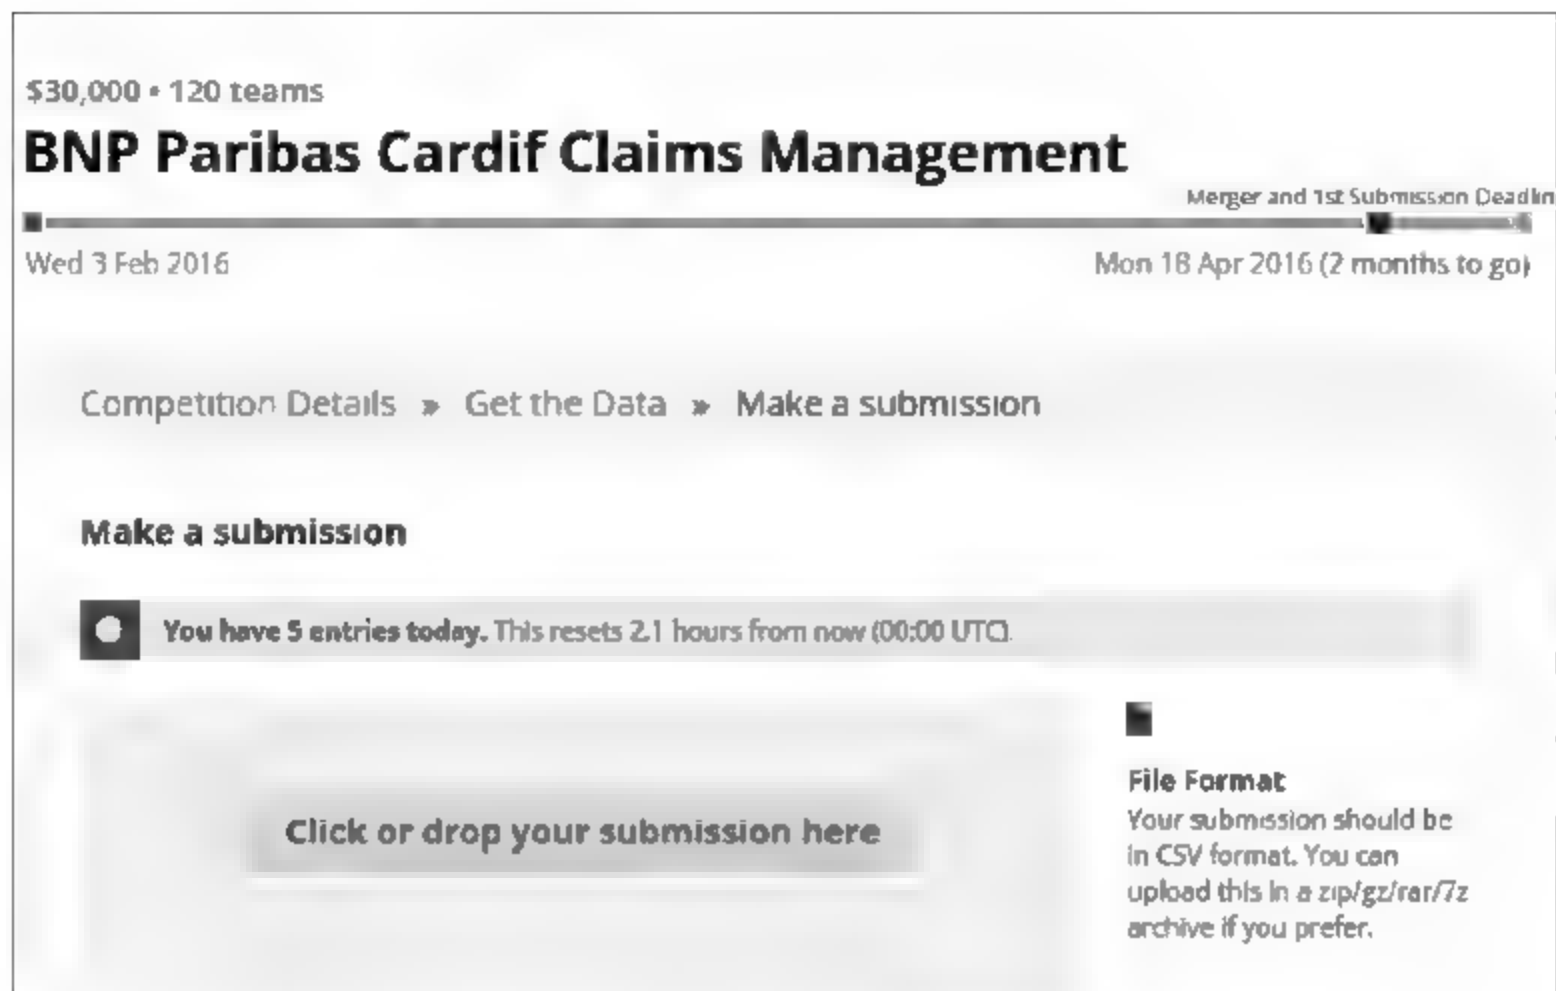 $30,000 • 120 teams
BNP Paribas Cardif Claims Management
Merger and 1st Submission Deadlin
Wed 3 Feb 2016
Mon 18 Apr 2016 (2 months to go)
Competition Details » Get the Data » Make a submission
Make a submission
You have 5 entries today. This resets 2.1 hours from now (00:00 UTC).
Click or drop your submission here
File Format
Your submission should be
in CSV format. You can
upload this in a zip/gz/rar/7z
archive if you prefer.